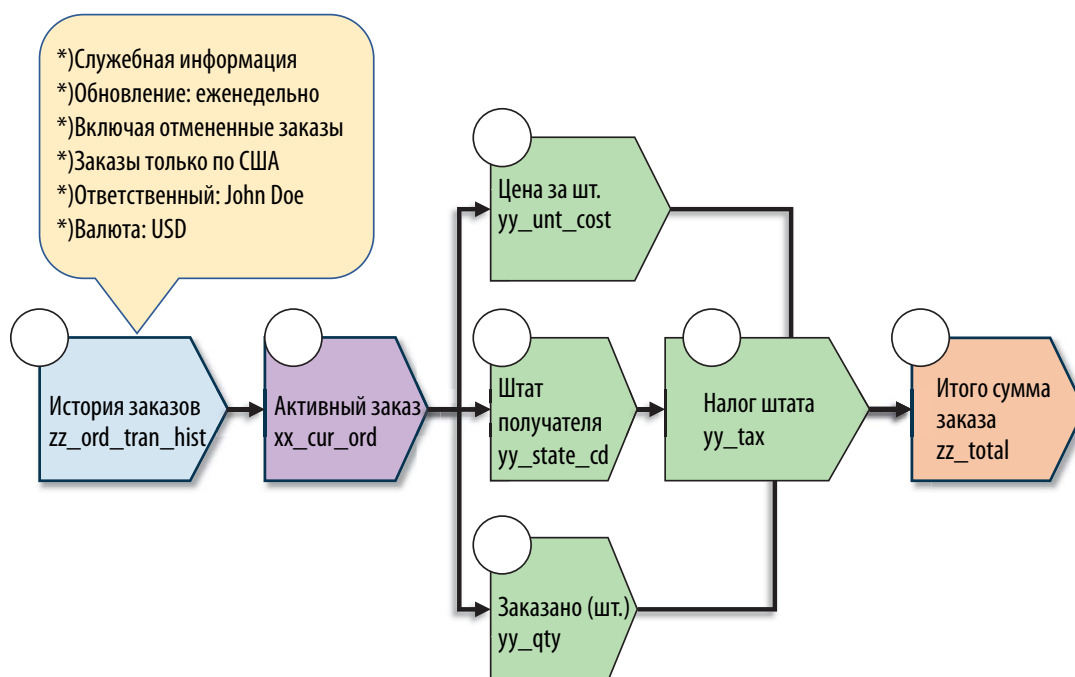 *)Служебная информация
*)Обновление: еженедельно
*)Включая отмененные заказы
*)Заказы только по США
*)Ответственный: John Doe
*)Валюта: USD
История заказов
zz_ord_tran_hist
Активный заказ
xx_cur_ord
Цена за шт.
yy_unt_cost
Штат
получателя
yy_state_cd
Заказано (шт.)
yy_qty
Налог штата
yy_tax
Итого сумма
заказа
zz_total